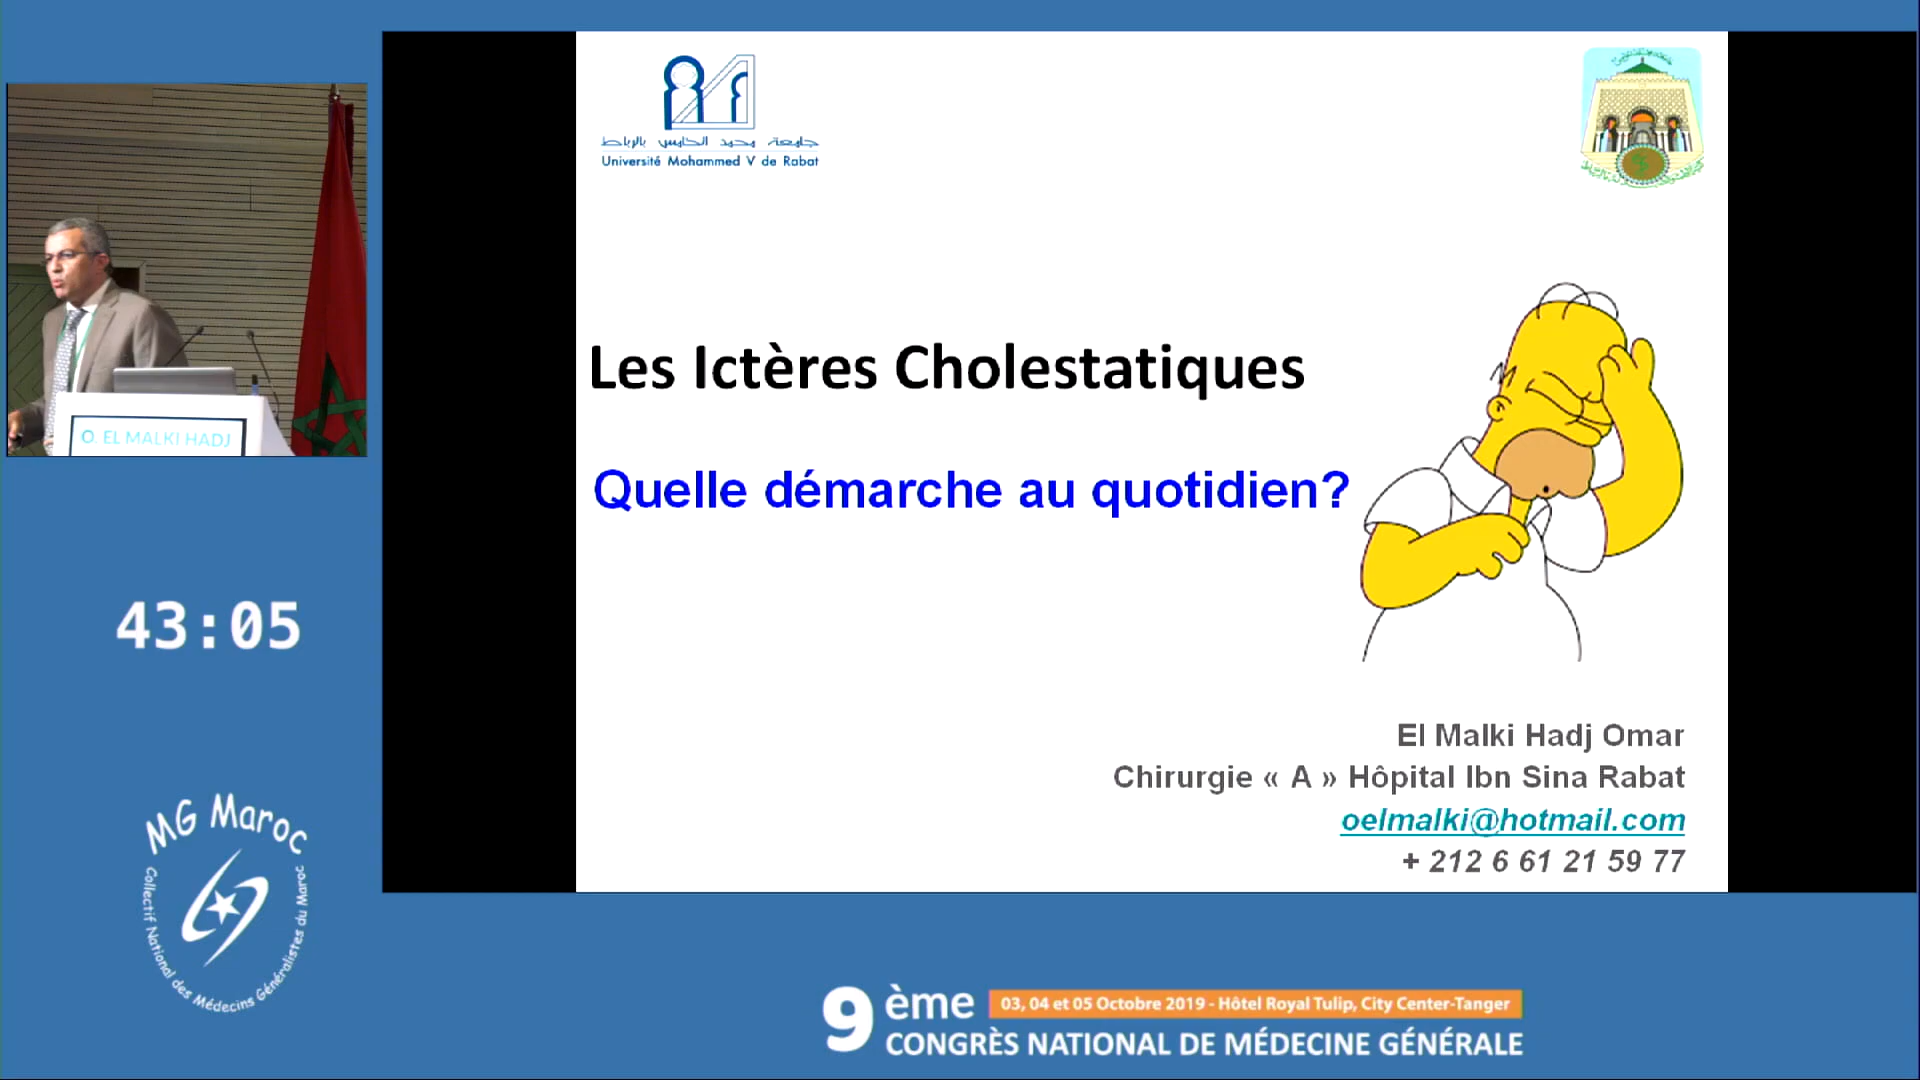 جامعة محمد الخامس بالرباط
Université Mohammed V de Rabat
Les Ictères Cholestatiques
Quelle démarche au quotidien?
El Malki Hadj Omar
Chirurgie « A » Hôpital Ibn Sina Rabat
oelmalki@hotmail.com
+ 212 6 61 21 59 77
O. EL MALKI HADJ
43:05
MG Maroc
Collectif National des Médecins Généralistes du Maroc
9 ème
03, 04 et 05 Octobre 2019 - Hôtel Royal Tulip, City Center-Tanger
CONGRÈS NATIONAL DE MÉDECINE GÉNÉRALE